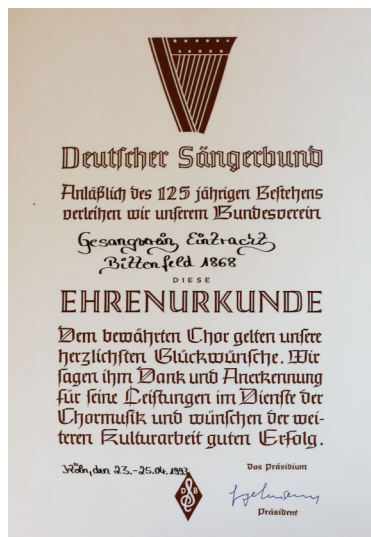 Deutscher Sängerbund
Anläßlich des 125 jährigen Bestehens
verleihen wir unserem Bundesverein
Gesangverein Eintracht
Bittenfeld 1868
DIESE
EHRENURKUNDE
Dem bewährten Chor gelten unsere
herzlichsten Glückwünsche. Wir
sagen ihm Dank und Anerkennung
für seine Leistungen im Dienste der
Chormusik und wünschen der wei-
teren Kulturarbeit guten Erfolg.
Köln, den 23.-25.04.1993
Das Präsidium
D S B
Präsident